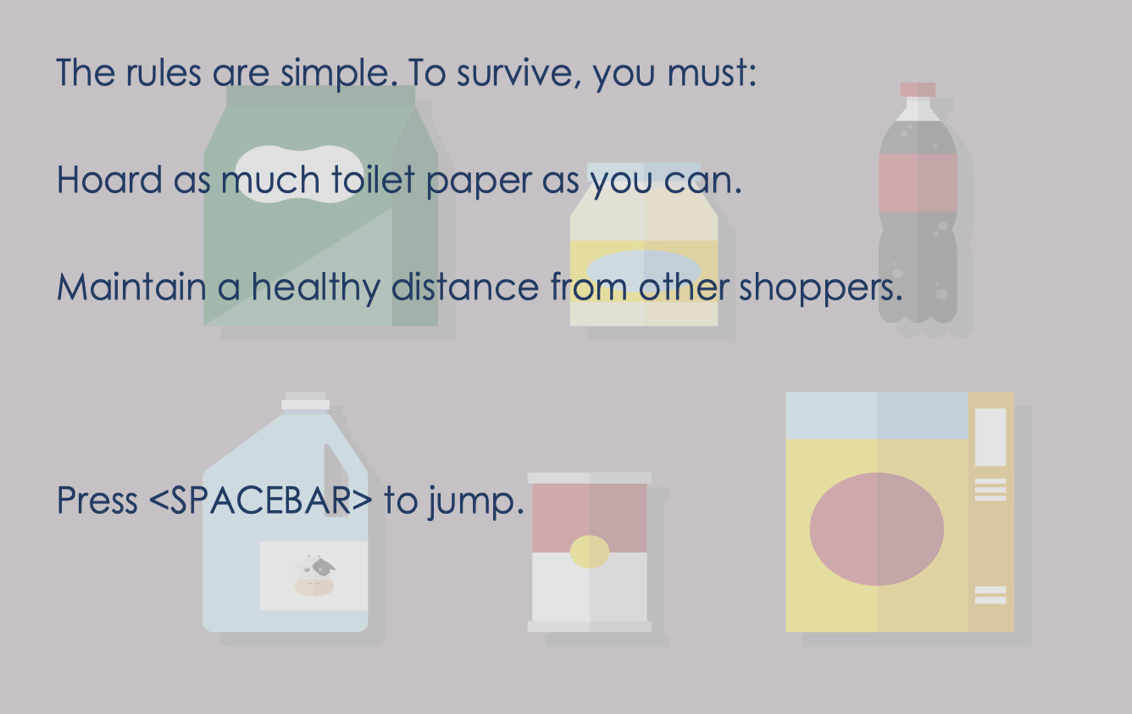 The rules are simple. To survive, you must:
Hoard as much toilet paper as you can.
Maintain a healthy distance from other shoppers.
Press <SPACEBAR> to jump.